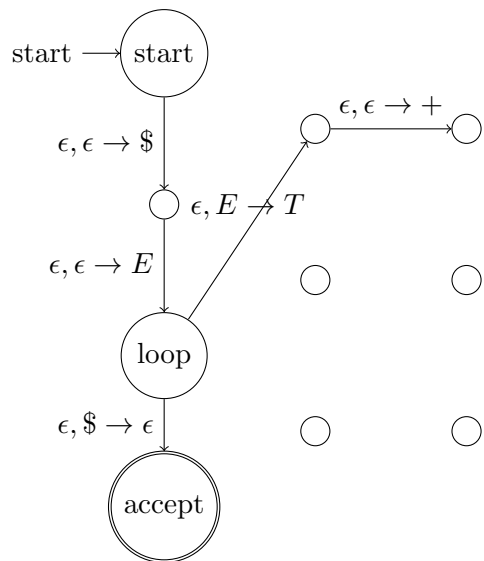 start
start
ϵ, ϵ → +
ϵ, ϵ → $
ϵ, E → T
ϵ, ϵ → E
loop
ϵ, $ → ϵ
accept